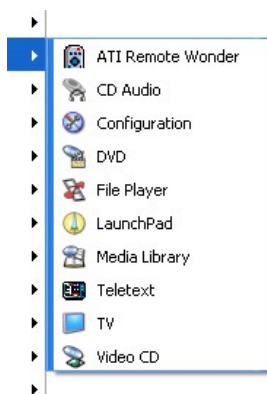 ATI Remote Wonder
CD Audio
Configuration
DVD
File Player
LaunchPad
Media Library
Teletext
TV
Video CD